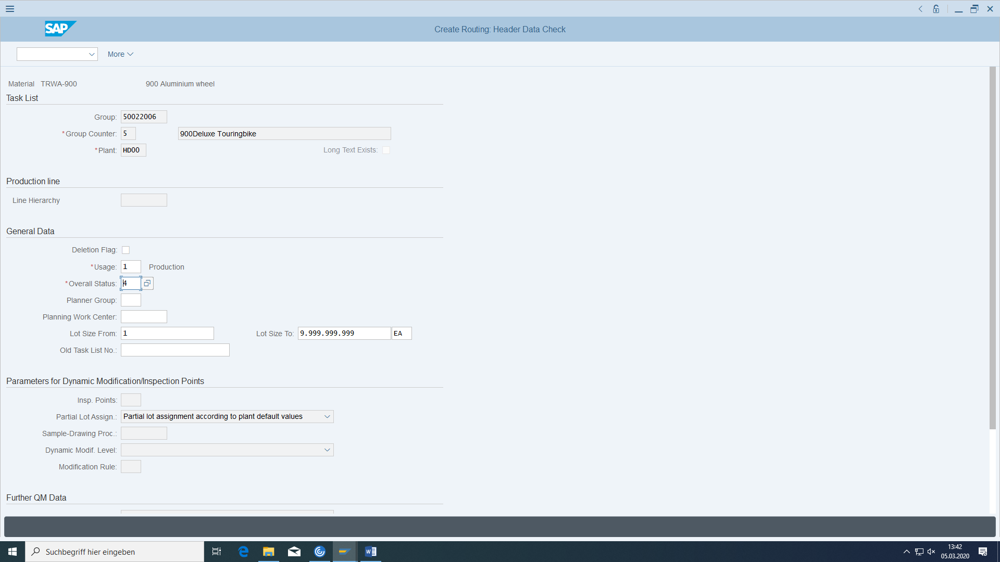 SAP
Create Routing: Header Data Check
More
Material TRWA-900 900 Aluminium wheel
Task List
Group: 50022006
*Group Counter: 5 900Deluxe Touringbike
*Plant: HD00 Long Text Exists:
Production line
Line Hierarchy
General Data
Deletion Flag:
*Usage: 1 Production
*Overall Status: 4
Planner Group:
Planning Work Center:
Lot Size From: 1 Lot Size To: 9.999.999.999 EA
Old Task List No.:
Parameters for Dynamic Modification/Inspection Points
Insp. Points:
Partial Lot Assign.: Partial lot assignment according to plant default values
Sample-Drawing Proc.:
Dynamic Modif. Level:
Modification Rule:
Further QM Data
Suchbegriff hier eingeben
13:42
05.03.2020